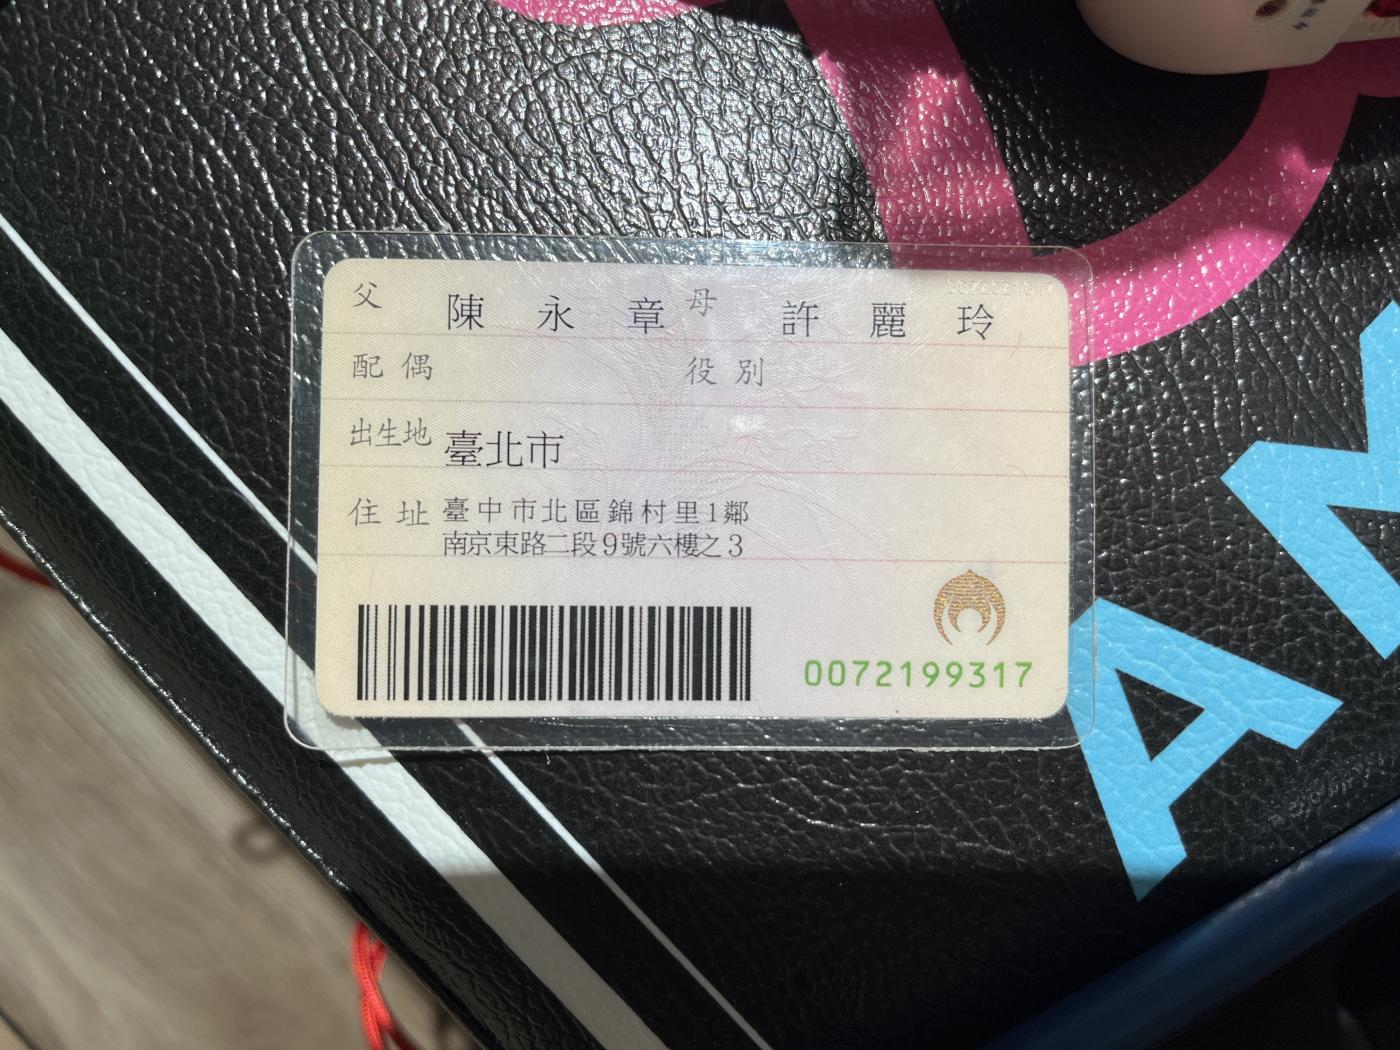 父 陳永章 母 許麗玲
配偶 役別
出生地 臺北市
住址 臺中市北區錦村里1鄰
南京東路二段9號六樓之3
0072199317
A